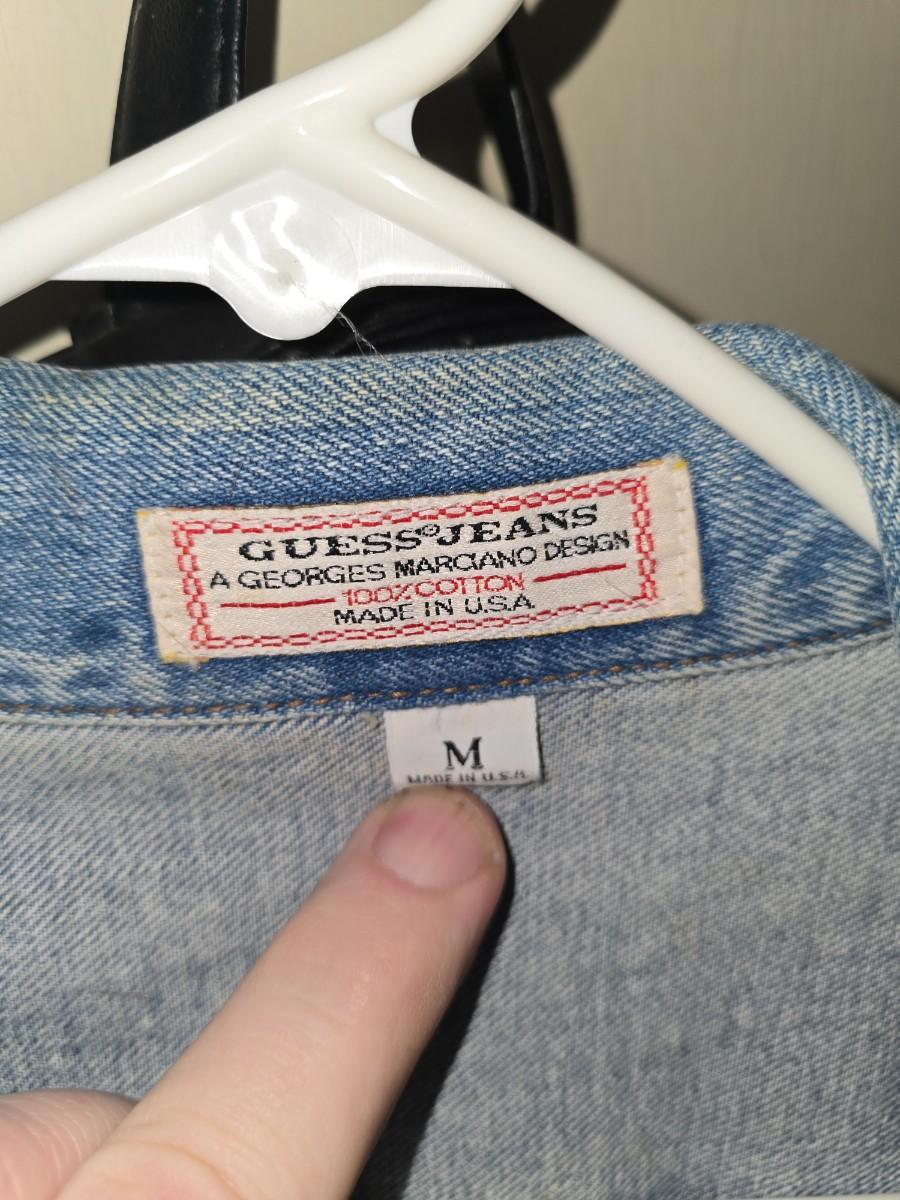 GUESS® JEANS
A GEORGES MARCIANO DESIGN
100% COTTON
MADE IN U.S.A
M
MADE IN U.S.A.